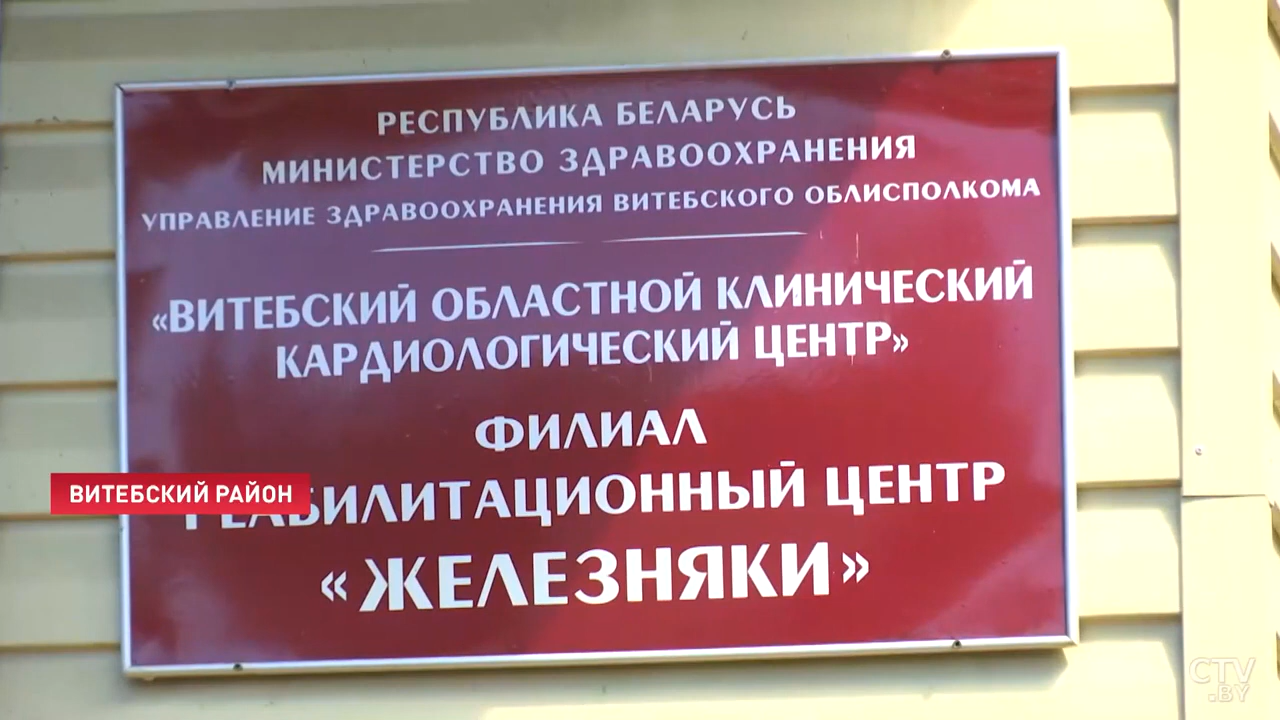 РЕСПУБЛИКА БЕЛАРУСЬ
МИНИСТЕРСТВО ЗДРАВООХРАНЕНИЯ
УПРАВЛЕНИЕ ЗДРАВООХРАНЕНИЯ ВИТЕБСКОГО ОБЛИСПОЛКОМА
«ВИТЕБСКИЙ ОБЛАСТНОЙ КЛИНИЧЕСКИЙ
КАРДИОЛОГИЧЕСКИЙ ЦЕНТР»
ФИЛИАЛ
РЕАБИЛИТАЦИОННЫЙ ЦЕНТР
«ЖЕЛЕЗНЯКИ»
ВИТЕБСКИЙ РАЙОН
CTV
.BY